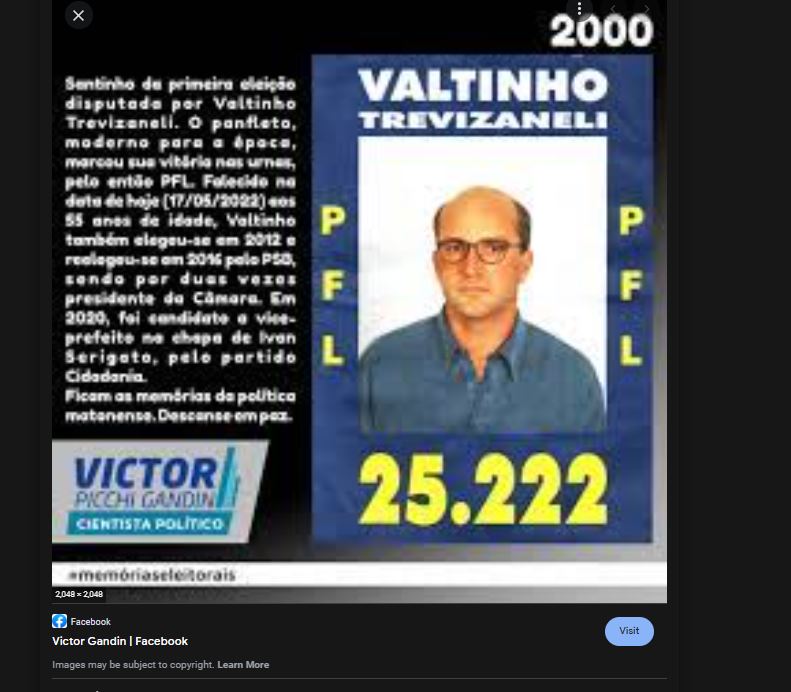 2000
Santinho da primeira eleição
disputada por Valtinho
Trevizaneli. O panfleto,
moderno para a época,
marcou sua vitória nas urnas,
pelo então PFL. Falecido na
data de hoje (17/05/2022) aos
55 anos de idade, Valtinho
também elegeu-se em 2012 e
reelegeu-se em 2016 pelo PSB,
sendo por duas vezes
presidente da Câmara. Em
2020, foi candidato a vice-
prefeito na chapa de Ivan
Serigato, pelo partido
Cidadania.
Ficam as memórias da política
matonense. Descanse em paz.
VALTINHO
TREVIZANELI
P
F
L
P
F
L
25.222
VICTOR
PICCHI GANDIN
CIENTISTA POLÍTICO
#memóriaseleitorais
2,048 × 2,048
Facebook
Victor Gandin | Facebook
Visit
Images may be subject to copyright. Learn More